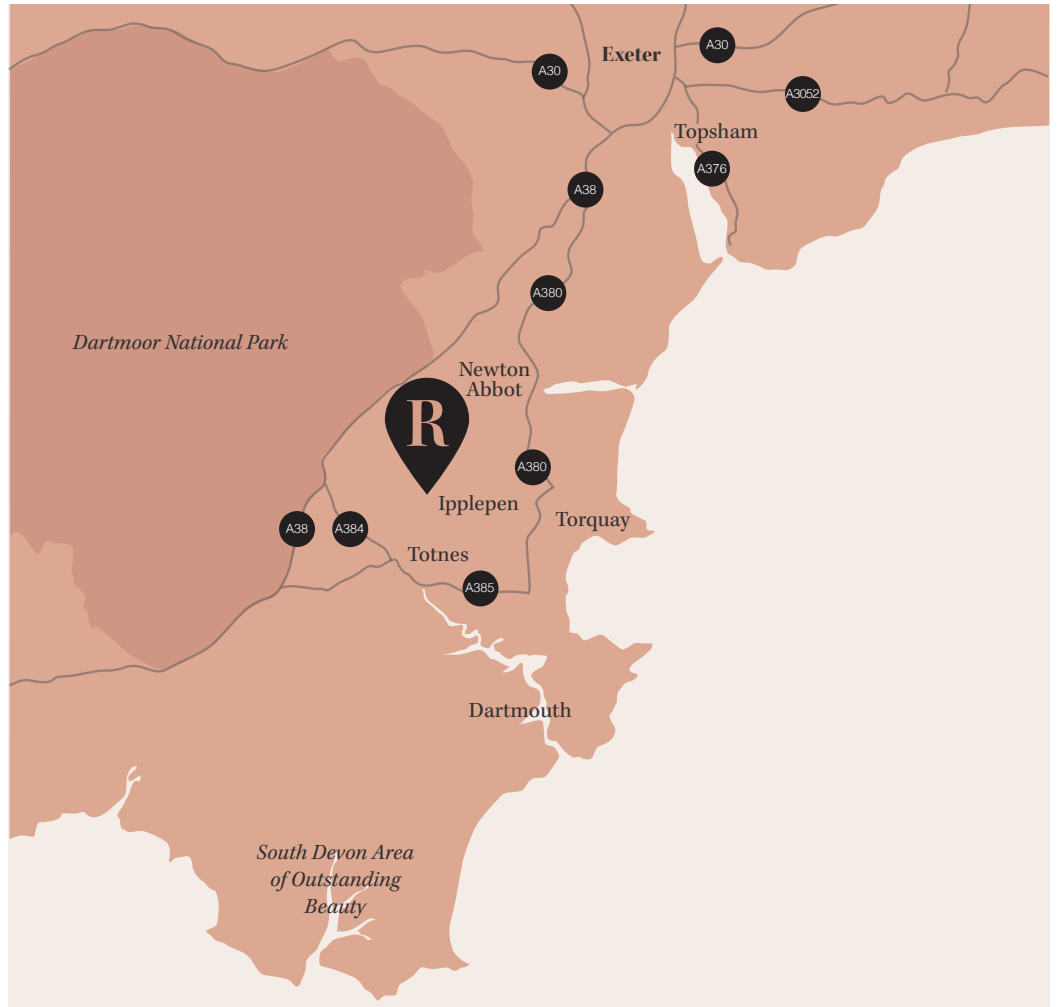 A30
Exeter
A30
A3052
Topsham
A376
A38
A380
Dartmoor National Park
Newton
Abbot
R
A380
Ipplepen
Torquay
A38
A384
Totnes
A385
Dartmouth
South Devon Area
of Outstanding
Beauty